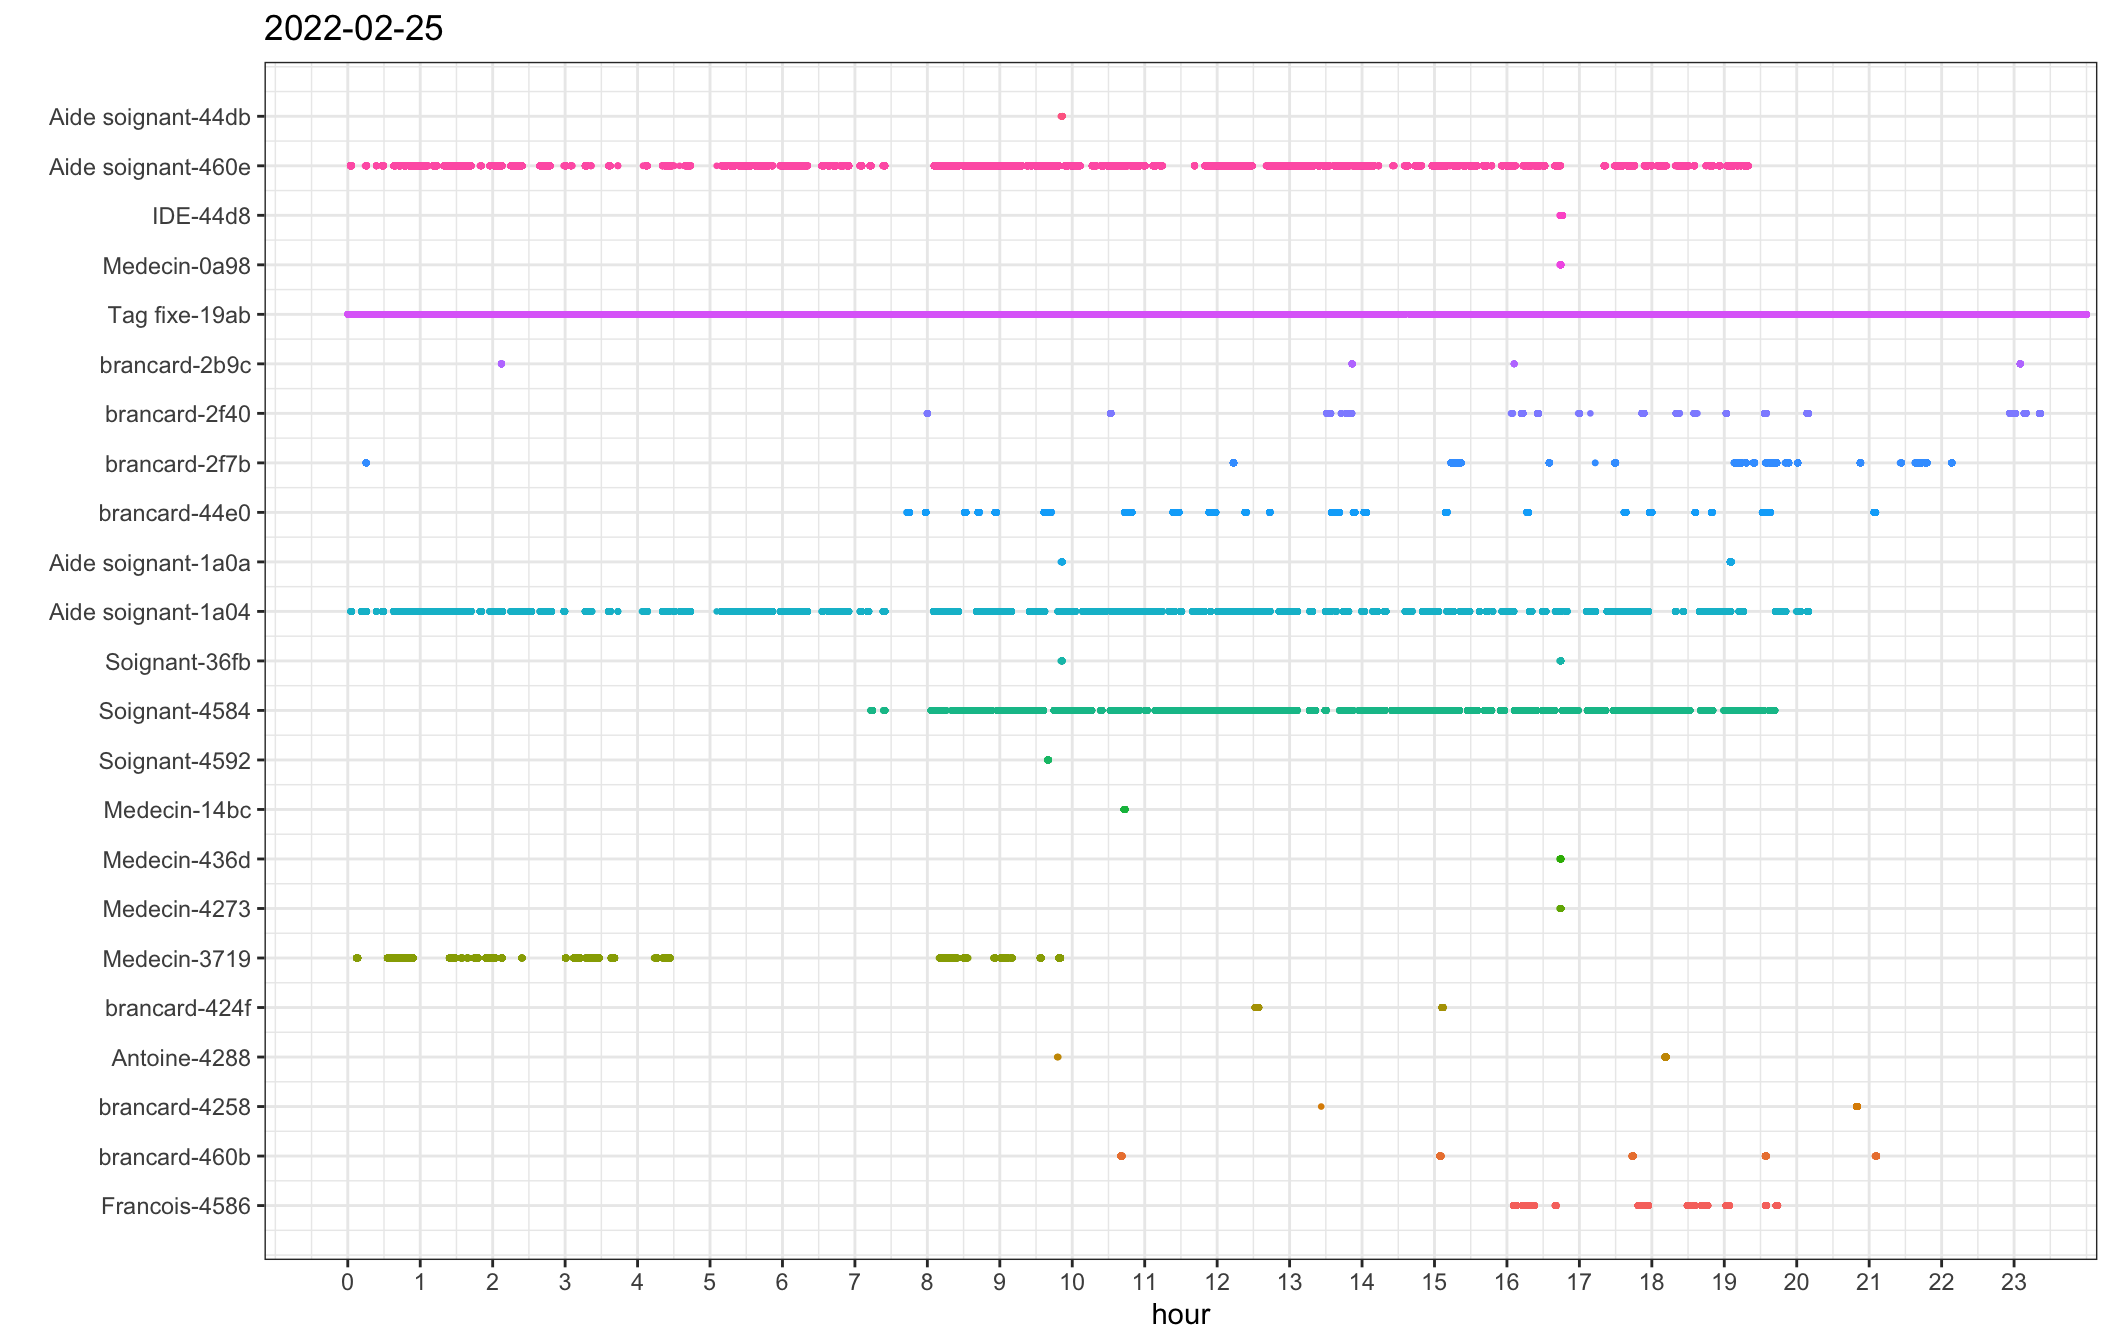 2022-02-25
Aide soignant-44db
Aide soignant-460e
IDE-44d8
Medecin-0a98
Tag fixe-19ab
brancard-2b9c
brancard-2f40
brancard-2f7b
brancard-44e0
Aide soignant-1a0a
Aide soignant-1a04
Soignant-36fb
Soignant-4584
Soignant-4592
Medecin-14bc
Medecin-436d
Medecin-4273
Medecin-3719
brancard-424f
Antoine-4288
brancard-4258
brancard-460b
Francois-4586
0 1 2 3 4 5 6 7 8 9 10 11 12 13 14 15 16 17 18 19 20 21 22 23
hour